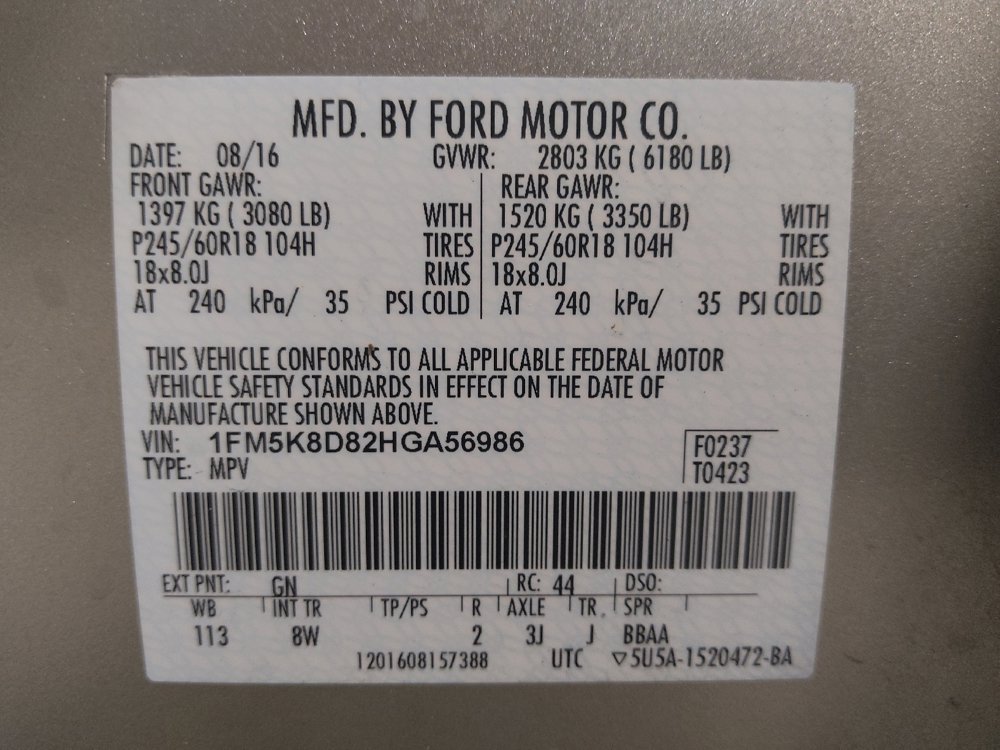 MFD. BY FORD MOTOR CO.
DATE: 08/16 GVWR: 2803 KG ( 6180 LB)
FRONT GAWR: REAR GAWR:
1397 KG ( 3080 LB) WITH 1520 KG ( 3350 LB) WITH
P245/60R18 104H TIRES P245/60R18 104H TIRES
18x8.0J RIMS 18x8.0J RIMS
AT 240 kPa/ 35 PSI COLD AT 240 kPa/ 35 PSI COLD
THIS VEHICLE CONFORMS TO ALL APPLICABLE FEDERAL MOTOR
VEHICLE SAFETY STANDARDS IN EFFECT ON THE DATE OF
MANUFACTURE SHOWN ABOVE.
VIN: 1FM5K8D82HGA56986 F0237
TYPE: MPV T0423
EXT PNT: GN RC: 44 DSO:
WB INT TR TP/PS R AXLE TR SPR
113 8W 2 3J J BBAA
1201608157388 UTC ▽5U5A-1520472-BA